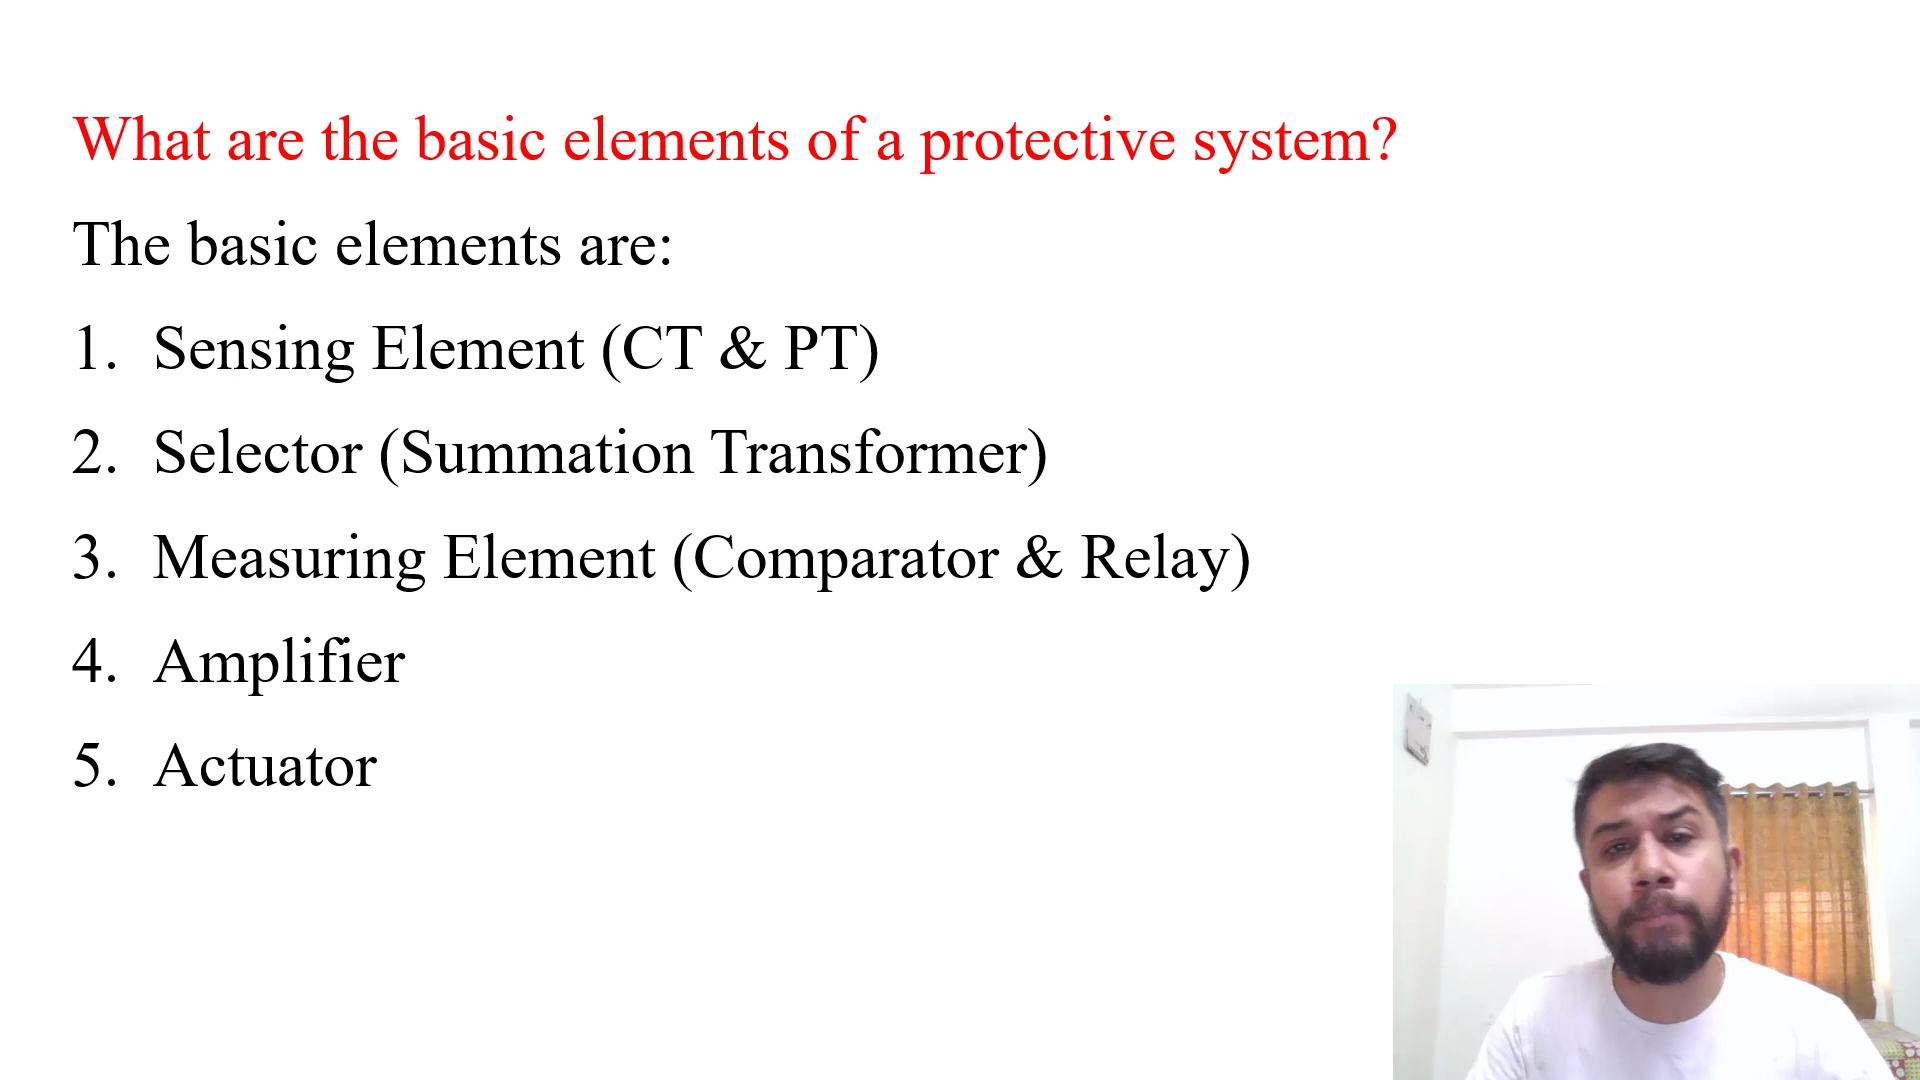 What are the basic elements of a protective system?
The basic elements are:
1. Sensing Element (CT & PT)
2. Selector (Summation Transformer)
3. Measuring Element (Comparator & Relay)
4. Amplifier
5. Actuator